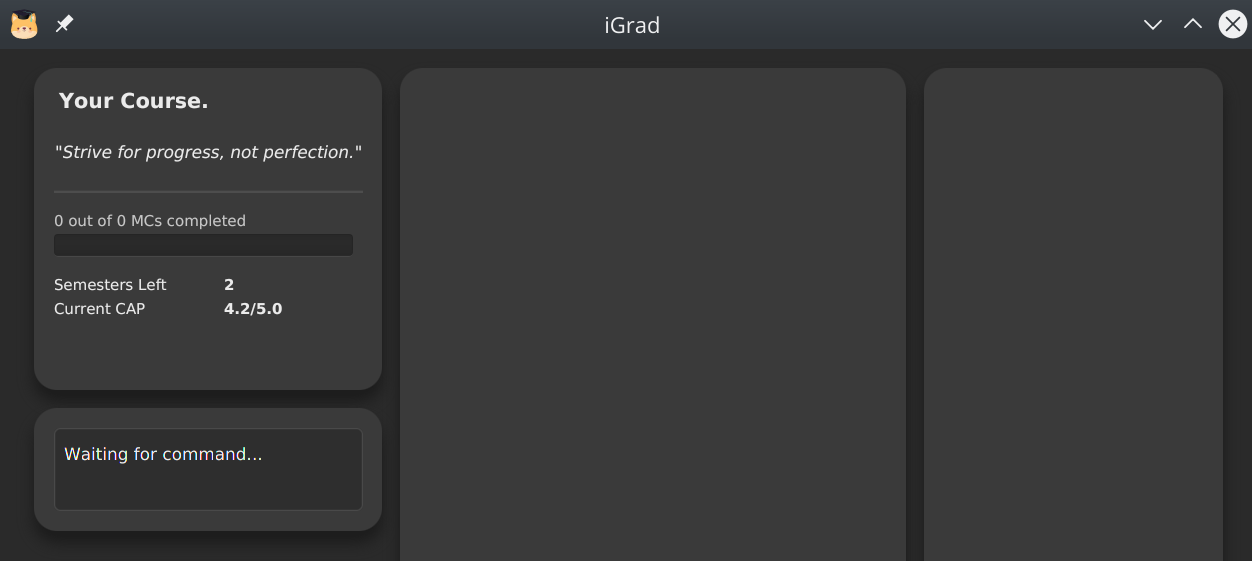 iGrad
Your Course.
"Strive for progress, not perfection."
0 out of 0 MCs completed
Semesters Left 2
Current CAP 4.2/5.0
Waiting for command...